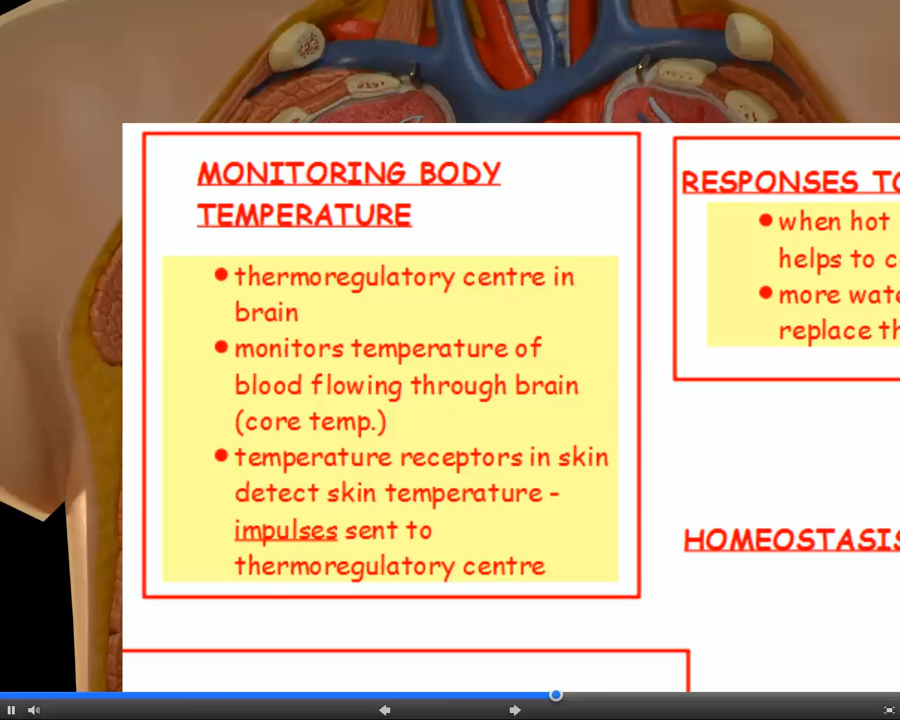 MONITORING BODY
TEMPERATURE
• thermoregulatory centre in
brain
• monitors temperature of
blood flowing through brain
(core temp.)
• temperature receptors in skin
detect skin temperature -
impulses sent to
thermoregulatory centre
RESPONSES TO
• when hot
helps to c
• more wate
replace th
HOMEOSTASIS